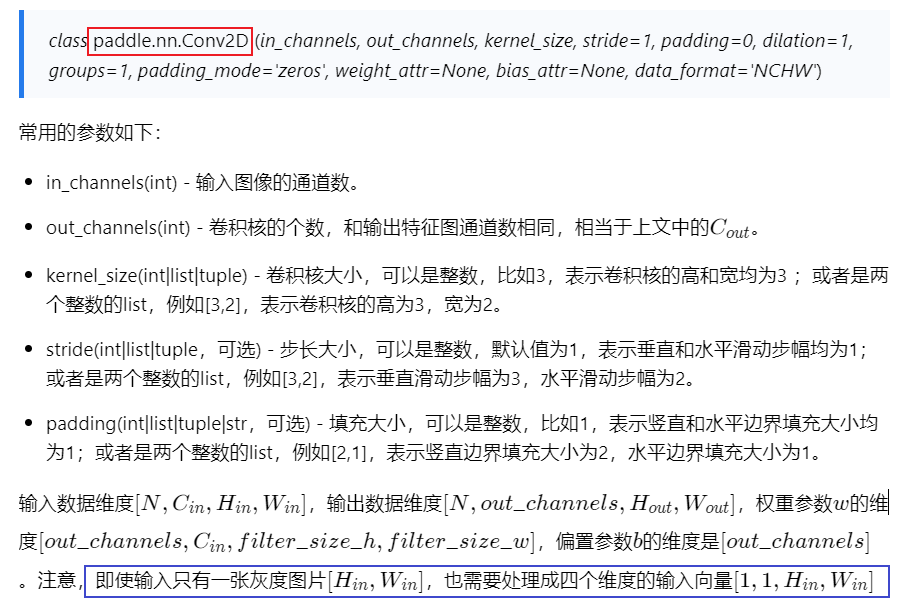 class paddle.nn.Conv2D (in_channels, out_channels, kernel_size, stride=1, padding=0, dilation=1,
groups=1, padding_mode='zeros', weight_attr=None, bias_attr=None, data_format='NCHW')
常用的参数如下：
• in_channels(int) - 输入图像的通道数。
• out_channels(int) - 卷积核的个数，和输出特征图通道数相同，相当于上文中的C_{out}。
• kernel_size(int|list|tuple) - 卷积核大小，可以是整数，比如3，表示卷积核的高和宽均为3 ；或者是两
个整数的list，例如[3,2]，表示卷积核的高为3，宽为2。
• stride(int|list|tuple，可选) - 步长大小，可以是整数，默认值为1，表示垂直和水平滑动步幅均为1；
或者是两个整数的list，例如[3,2]，表示垂直滑动步幅为3，水平滑动步幅为2。
• padding(int|list|tuple|str，可选) - 填充大小，可以是整数，比如1，表示竖直和水平边界填充大小均
为1；或者是两个整数的list，例如[2,1]，表示竖直边界填充大小为2，水平边界填充大小为1。
输入数据维度[N, C_{in}, H_{in}, W_{in}]，输出数据维度[N, out_channels, H_{out}, W_{out}]，权重参数w的维
度[out_channels, C_{in}, filter_size_h, filter_size_w]，偏置参数b的维度是[out_channels]
。注意，即使输入只有一张灰度图片[H_{in}, W_{in}]，也需要处理成四个维度的输入向量[1, 1, H_{in}, W_{in}]